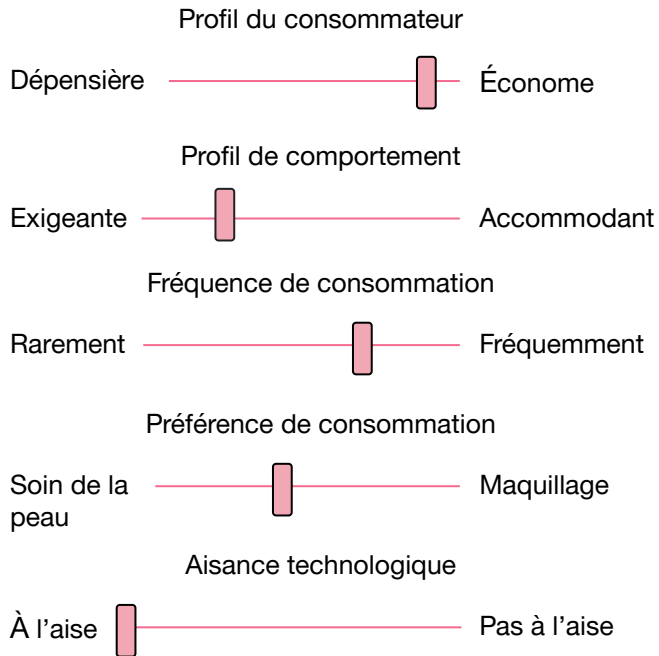 Profil du consommateur
Dépensière Économe
Profil de comportement
Exigeante Accommodant
Fréquence de consommation
Rarement Fréquemment
Préférence de consommation
Soin de la peau Maquillage
Aisance technologique
À l’aise Pas à l’aise